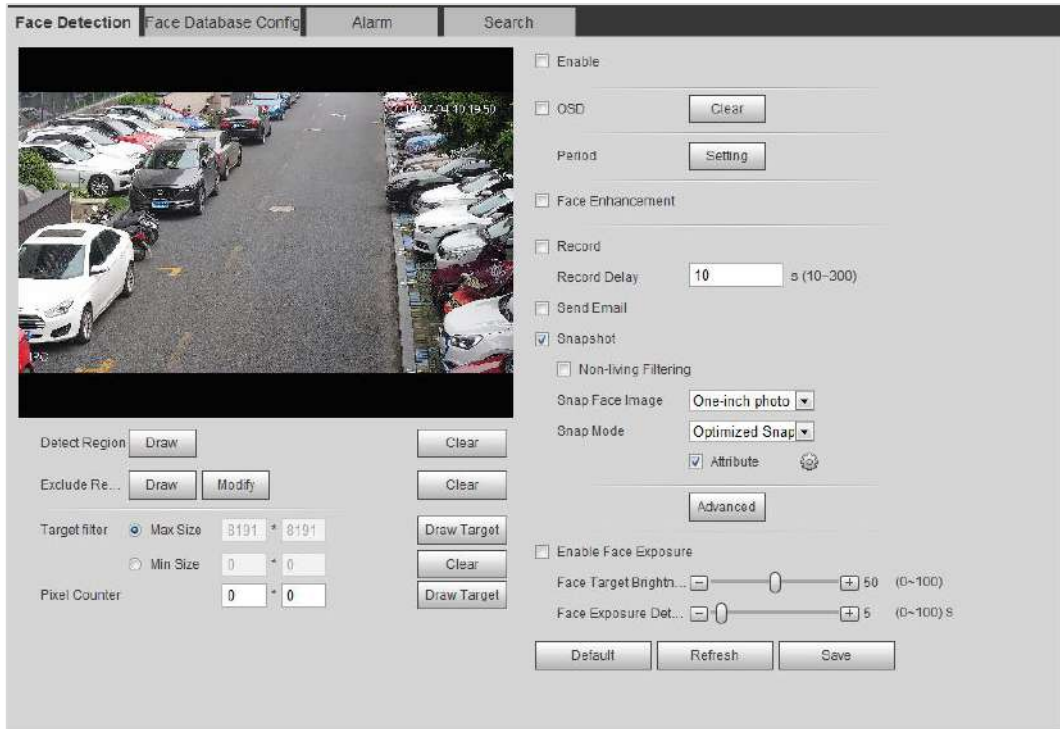 Face Detection Face Database Config Alarm Search
Enable
OSD Clear
Period Setting
Face Enhancement
Record
Record Delay 10 s (10~300)
Send Email
Snapshot
Non-living Filtering
Snap Face Image One-inch photo
Snap Mode Optimized Snap
Attribute
Advanced
Enable Face Exposure
Face Target Brightn... 50 (0~100)
Face Exposure Det... 5 (0~100) S
Default Refresh Save
Detect Region Draw Clear
Exclude Re... Draw Modify Clear
Target filter Max Size 8191 * 8191 Draw Target
Min Size 0 * 0 Clear
Pixel Counter 0 * 0 Draw Target